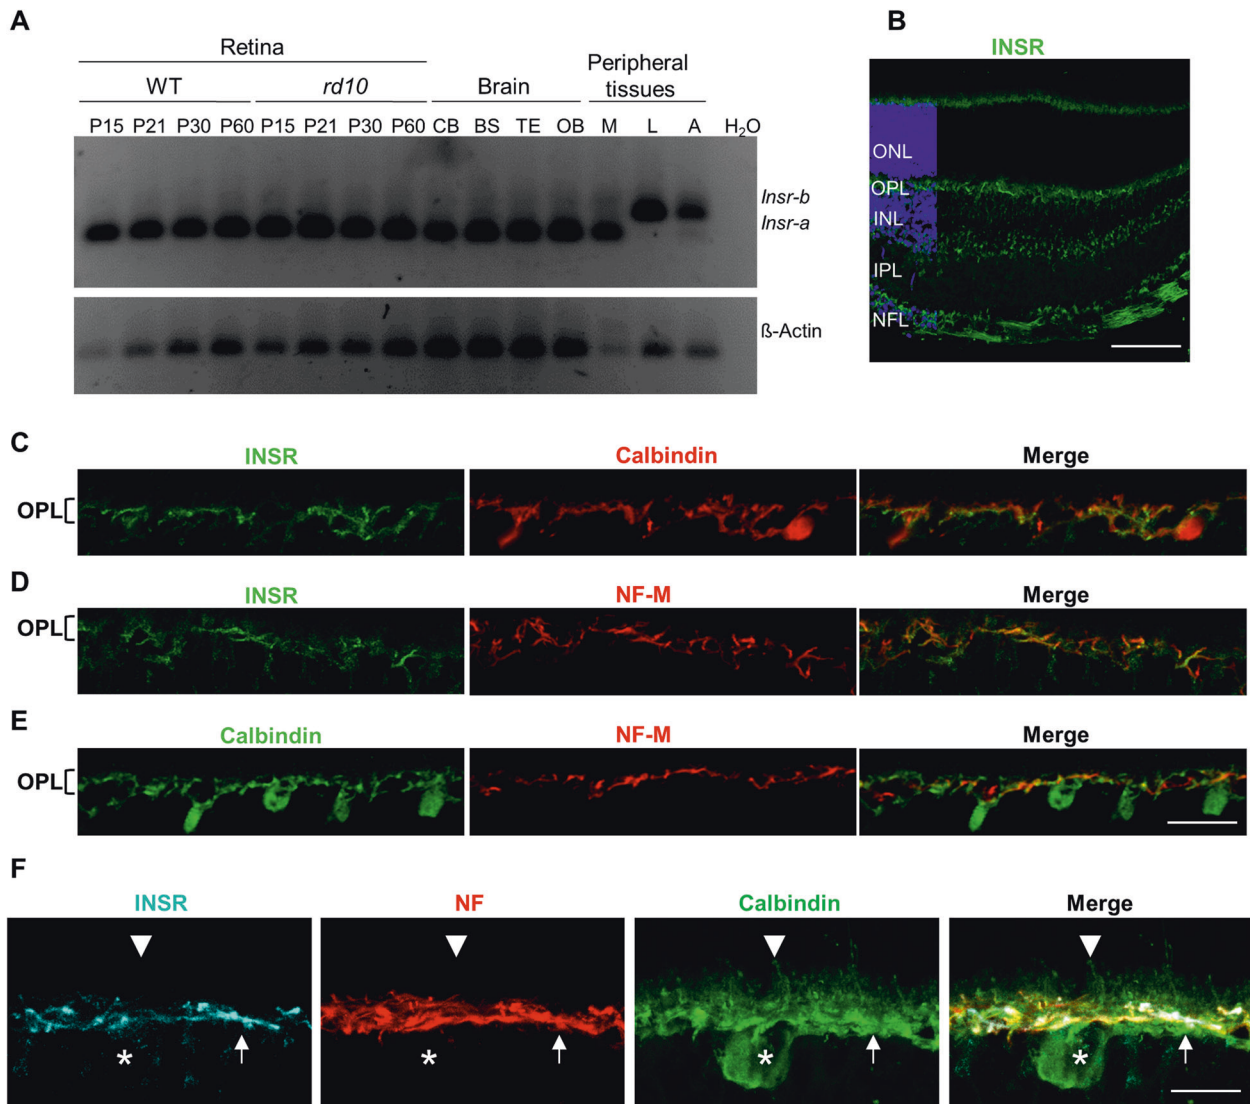 A
Retina
WT
rd10
Brain
Peripheral
tissues
P15 P21 P30 P60 P15 P21 P30 P60 CB BS TE OB M L A H₂O
Insr-b
Insr-a
ß-Actin
B
INSR
ONL
OPL
INL
IPL
NFL
C
INSR Calbindin Merge
OPL
D
INSR NF-M Merge
OPL
E
Calbindin NF-M Merge
OPL
F
INSR NF Calbindin Merge
* * * *